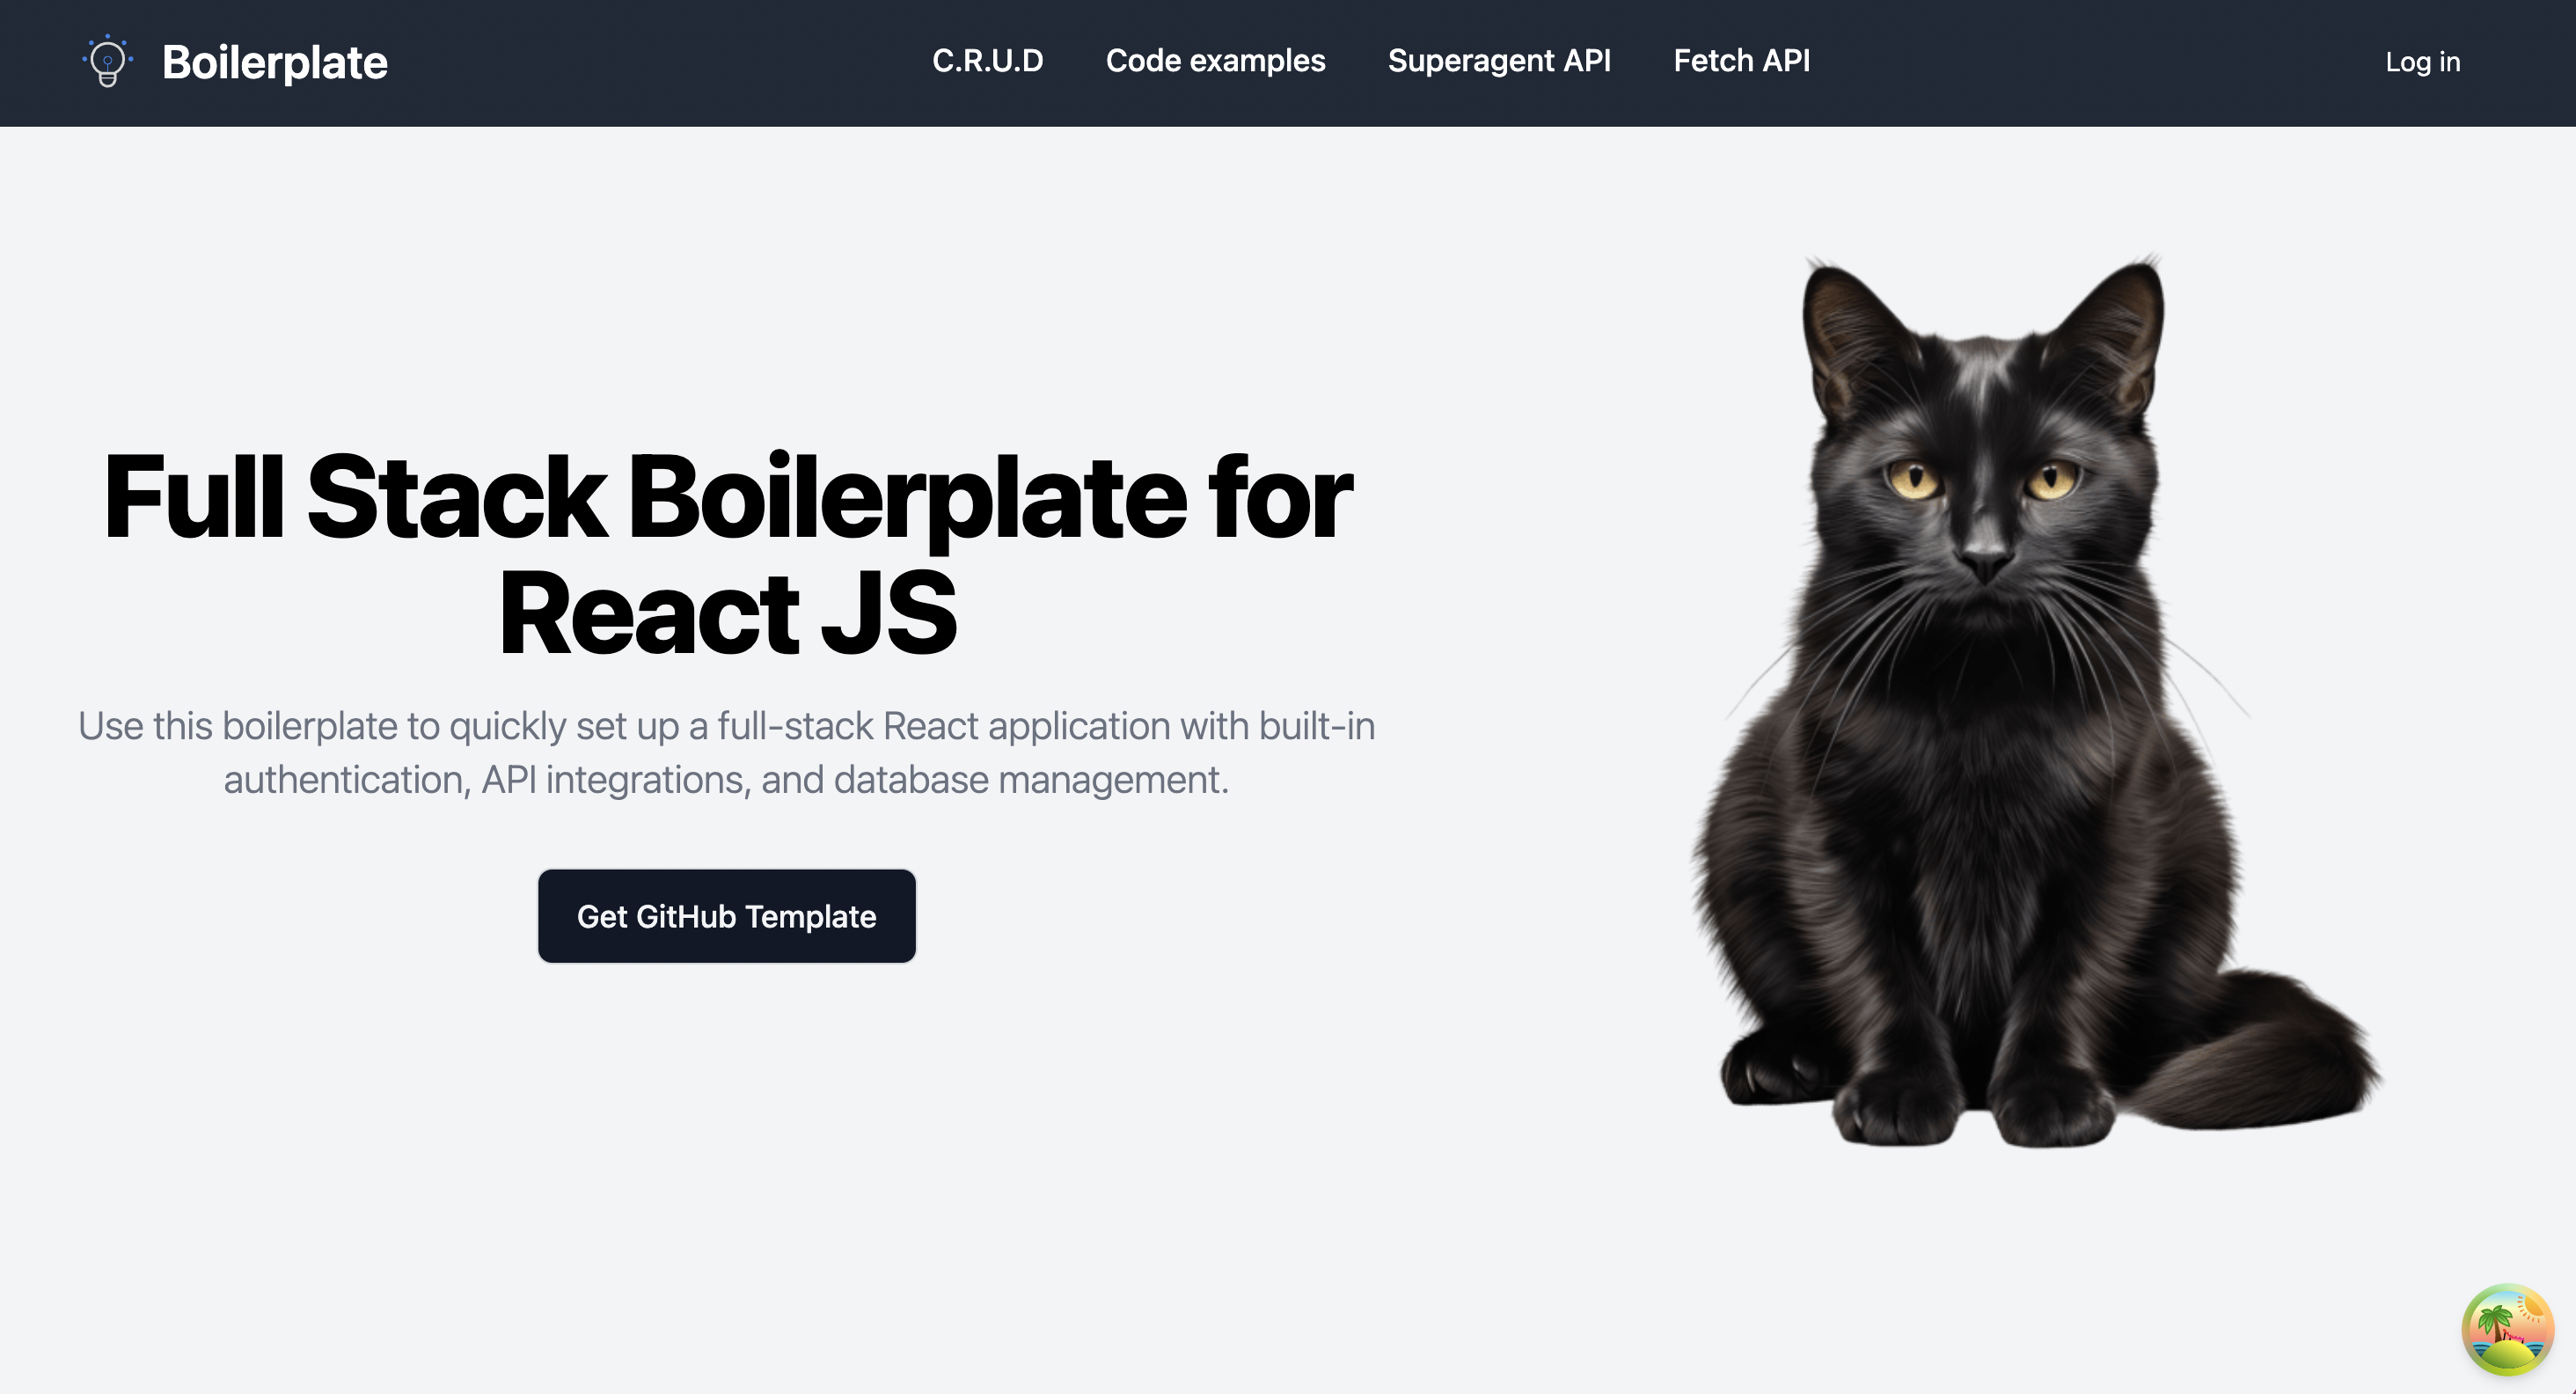 Boilerplate
C.R.U.D
Code examples
Superagent API
Fetch API
Log in
Full Stack Boilerplate for
React JS
Use this boilerplate to quickly set up a full-stack React application with built-in
authentication, API integrations, and database management.
Get GitHub Template